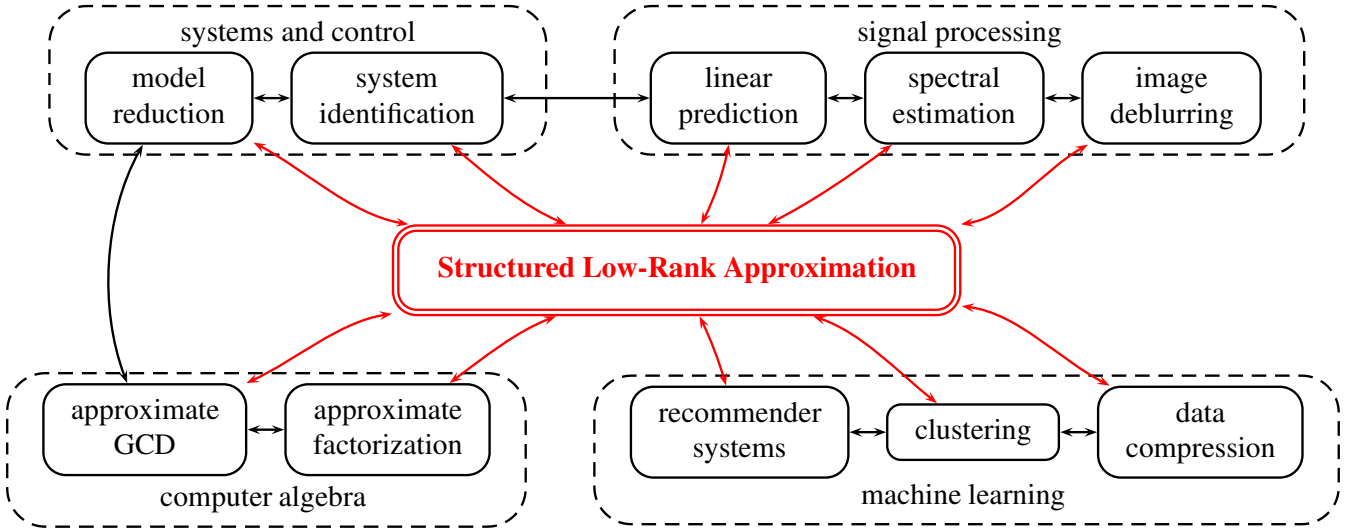 systems and control
model
reduction
system
identification
signal processing
linear
prediction
spectral
estimation
image
deblurring
Structured Low-Rank Approximation
approximate
GCD
approximate
factorization
computer algebra
recommender
systems
clustering
data
compression
machine learning